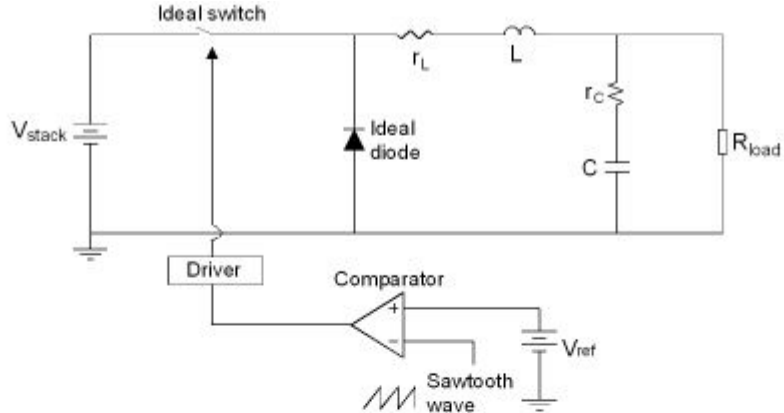 Ideal switch
r_L
L
r_C
V_stack
Ideal
diode
C
R_load
Driver
Comparator
+
−
V_ref
Sawtooth
wave